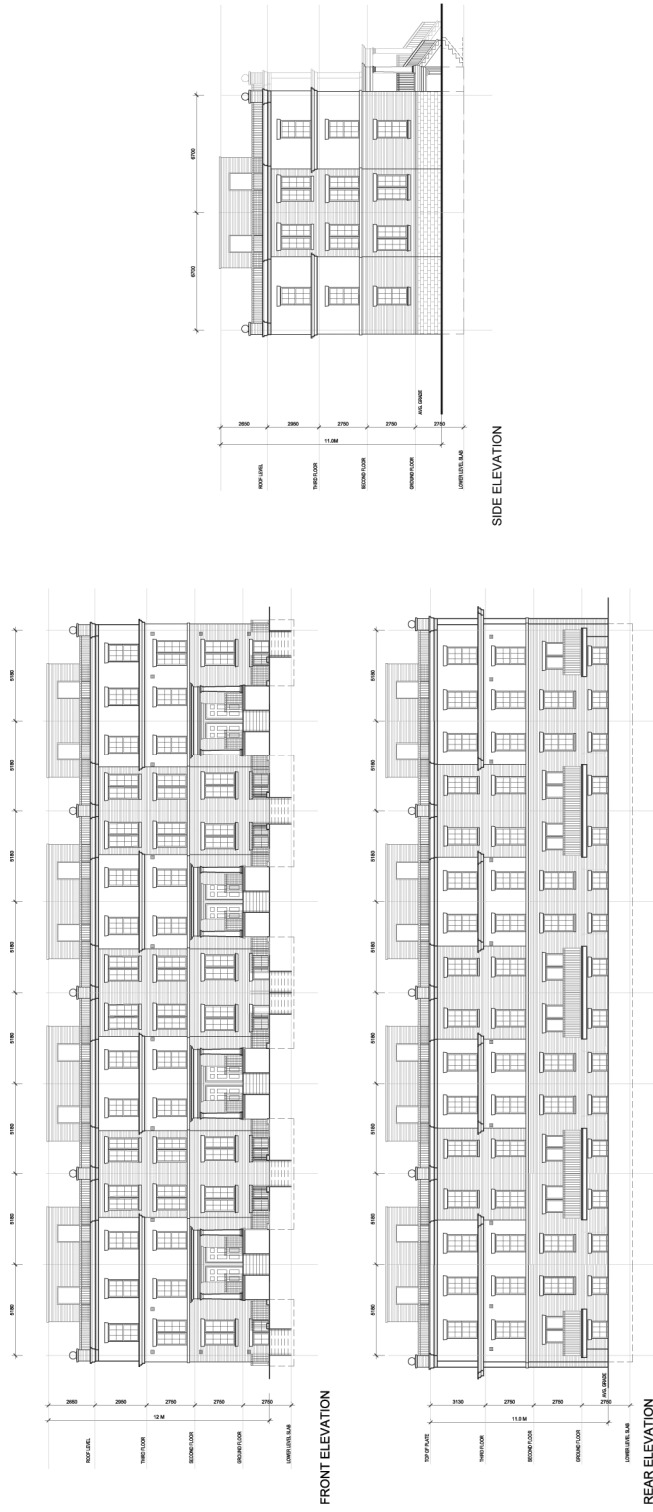 6700
6700
2650
2950
2750
2750
2750
11.0M
ROOF LEVEL
THIRD FLOOR
SECOND FLOOR
GROUND FLOOR
AVG. GRADE
LOWER LEVEL SLAB
SIDE ELEVATION
5180
5180
5180
5180
5180
5180
5180
5180
2650
2950
2750
2750
2750
12 M
ROOF LEVEL
THIRD FLOOR
SECOND FLOOR
GROUND FLOOR
LOWER LEVEL SLAB
FRONT ELEVATION
5180
5180
5180
5180
5180
5180
5180
5180
3130
2750
2750
2750
11.0 M
TOP OF PLATE
THIRD FLOOR
SECOND FLOOR
GROUND FLOOR
AVG. GRADE
LOWER LEVEL SLAB
REAR ELEVATION